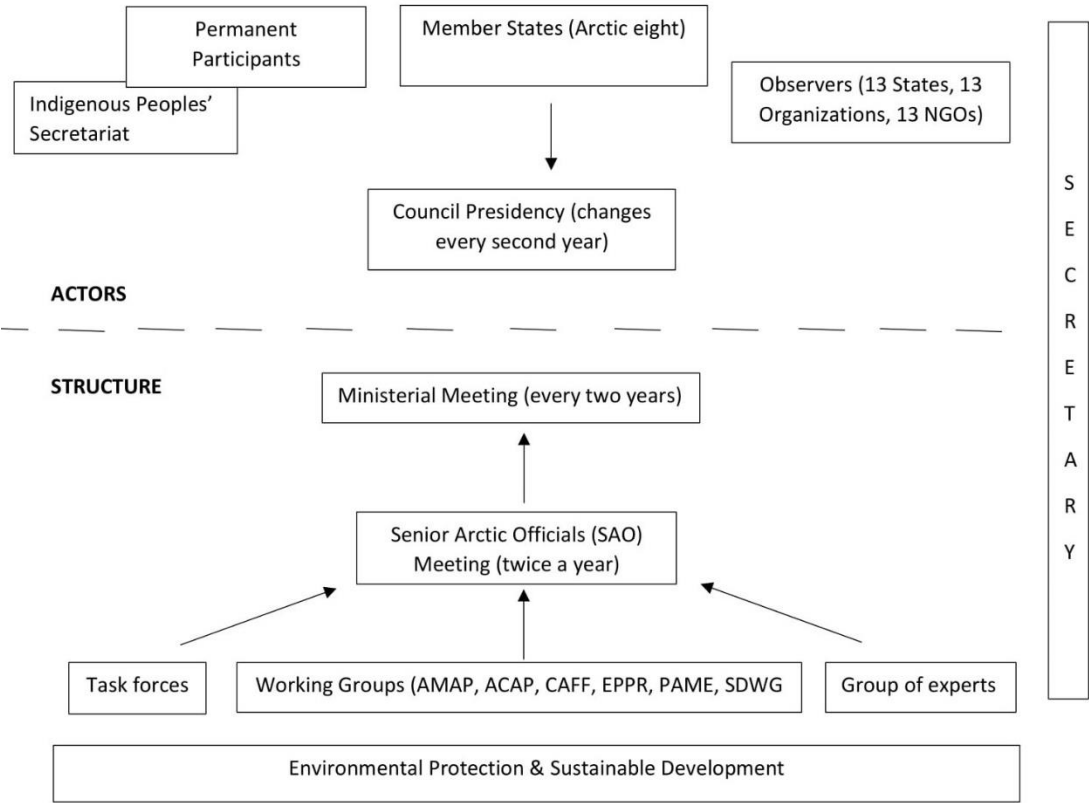 Permanent
Participants
Member States (Arctic eight)
Indigenous Peoples’
Secretariat
Observers (13 States, 13
Organizations, 13 NGOs)
Council Presidency (changes
every second year)
ACTORS
STRUCTURE
Ministerial Meeting (every two years)
Senior Arctic Officials (SAO)
Meeting (twice a year)
Task forces
Working Groups (AMAP, ACAP, CAFF, EPPR, PAME, SDWG
Group of experts
Environmental Protection & Sustainable Development
S
E
C
R
E
T
A
R
Y